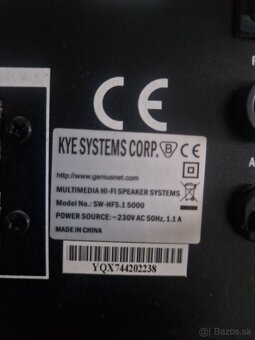 CE
KYE SYSTEMS CORP. B CE
http://www.geniusnet.com
MULTIMEDIA HI-FI SPEAKER SYSTEMS
Model No.: SW-HF5.1 5000
POWER SOURCE: ~230V AC 50Hz, 1.1 A
MADE IN CHINA
YQX744202238
bazos.sk